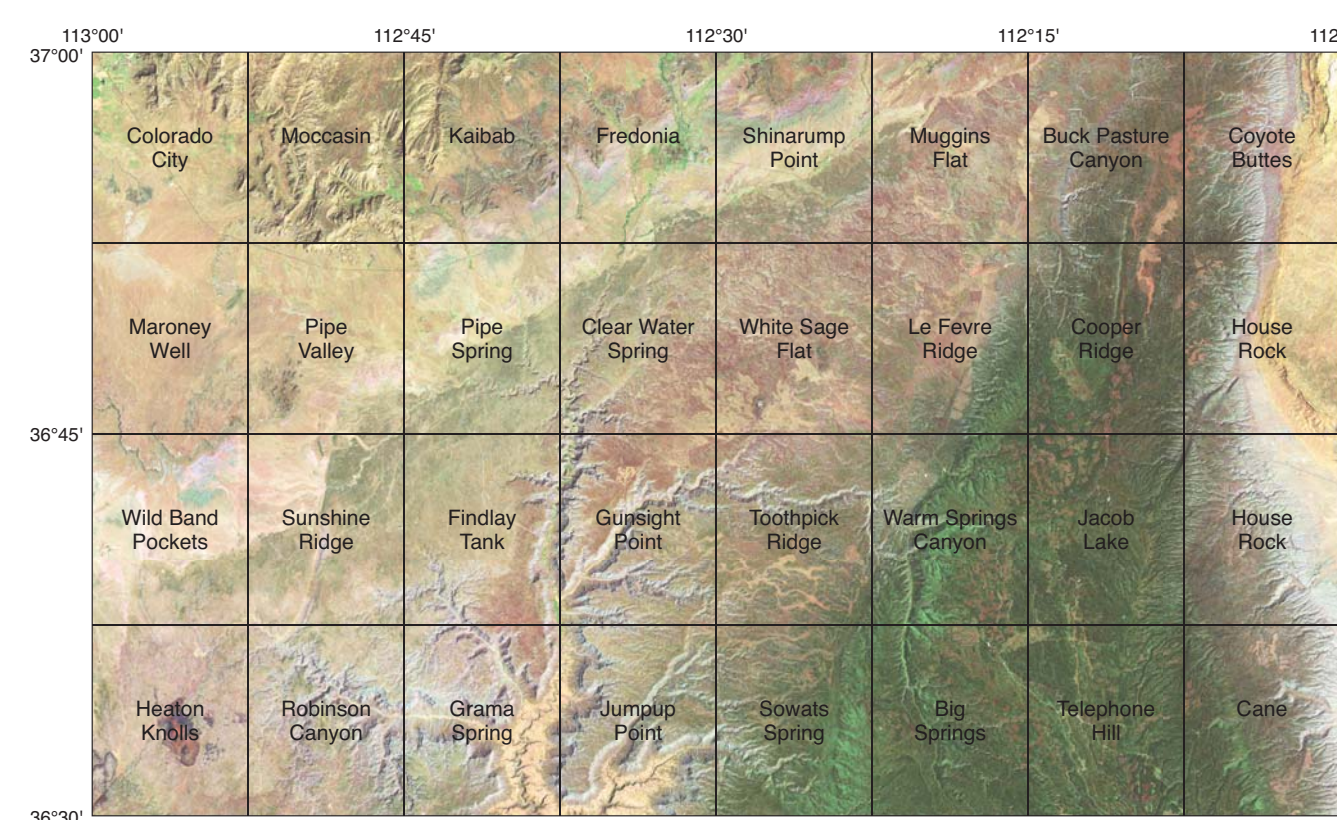 113°00' 112°45' 112°30' 112°15' 112
37°00'
Colorado
City
Moccasin
Kaibab
Fredonia
Shinarump
Point
Muggins
Flat
Buck Pasture
Canyon
Coyote
Buttes
Maroney
Well
Pipe
Valley
Pipe
Spring
Clear Water
Spring
White Sage
Flat
Le Fevre
Ridge
Cooper
Ridge
House
Rock
36°45'
Wild Band
Pockets
Sunshine
Ridge
Findlay
Tank
Gunsight
Point
Toothpick
Ridge
Warm Springs
Canyon
Jacob
Lake
House
Rock
Heaton
Knolls
Robinson
Canyon
Grama
Spring
Jumpup
Point
Sowats
Spring
Big
Springs
Telephone
Hill
Cane
36°30'